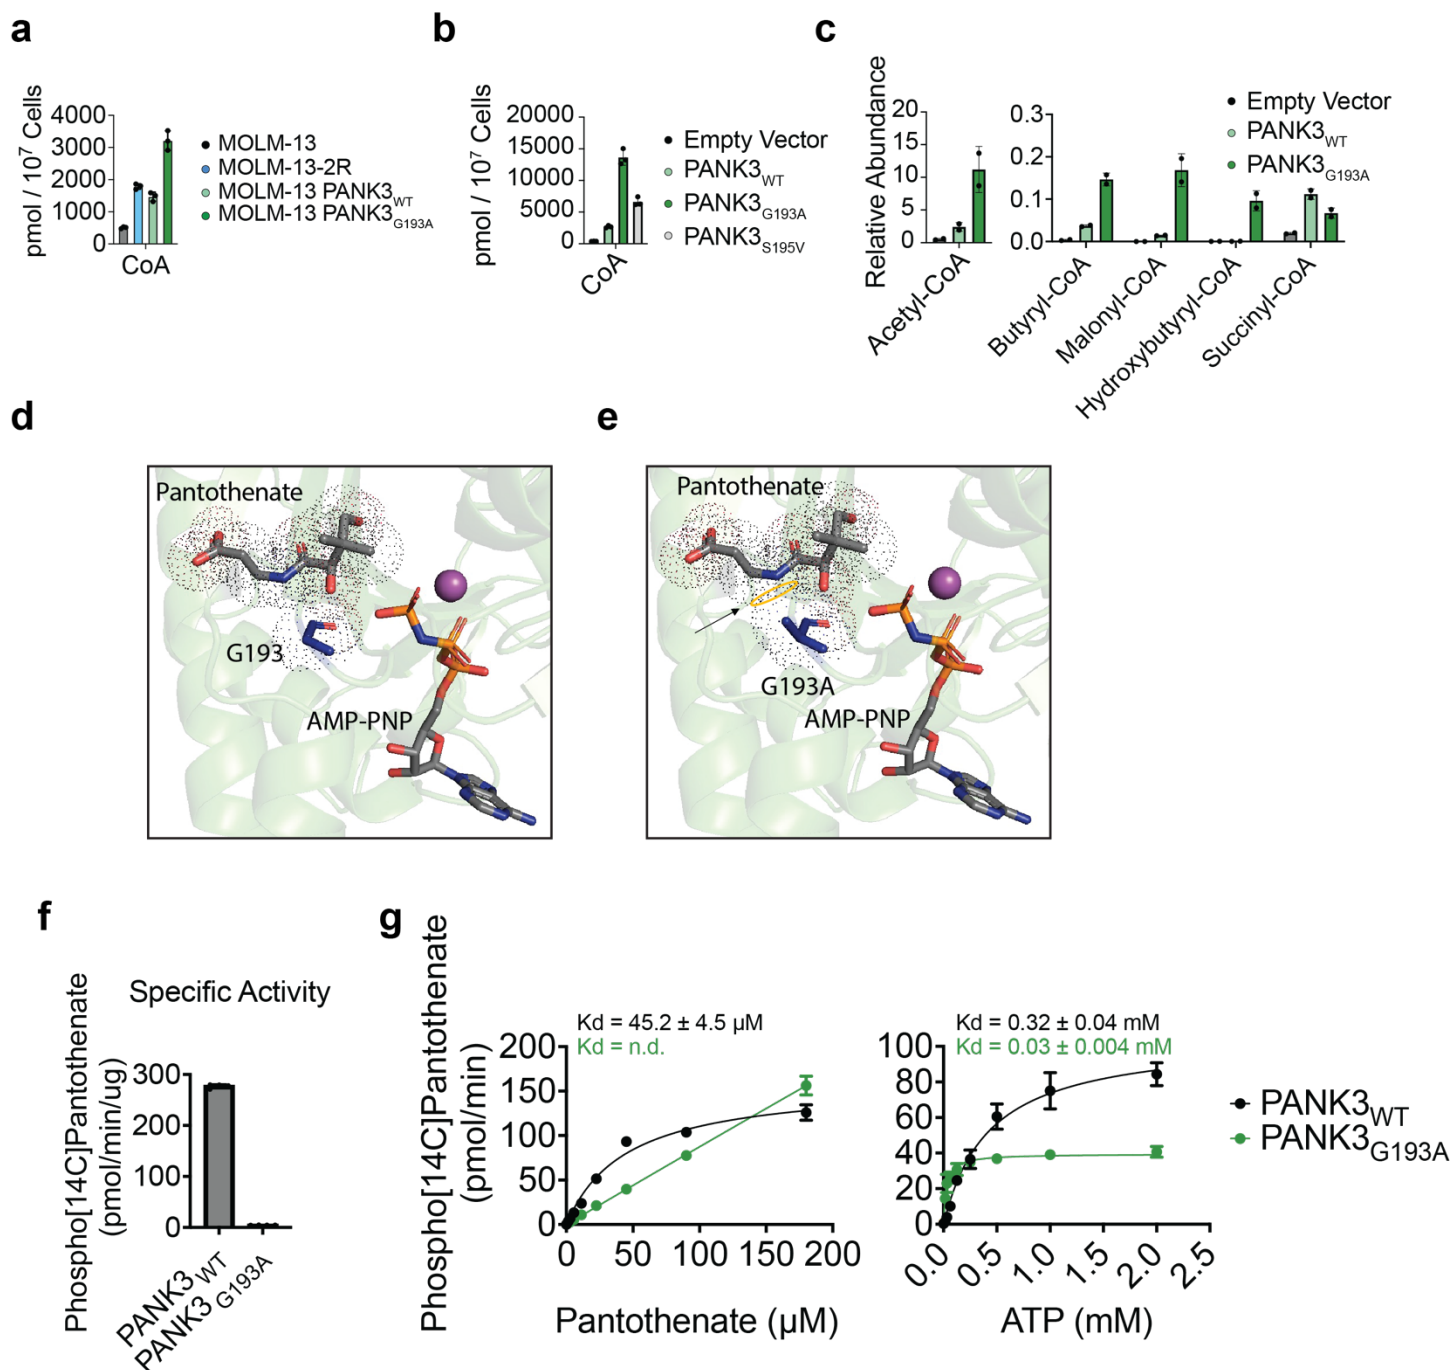 a
pmol / 10⁷ Cells
4000
3000
2000
1000
0
CoA
MOLM-13
MOLM-13-2R
MOLM-13 PANK3WT
MOLM-13 PANK3G193A
b
pmol / 10⁷ Cells
20000
15000
10000
5000
0
CoA
Empty Vector
PANK3WT
PANK3G193A
PANK3S195V
c
Relative Abundance
20
15
10
5
0
Acetyl-CoA
0.3
0.2
0.1
0.0
Butyryl-CoA
Malonyl-CoA
Hydroxybutyryl-CoA
Succinyl-CoA
Empty Vector
PANK3WT
PANK3G193A
d
Pantothenate
G193
AMP-PNP
e
Pantothenate
G193A
AMP-PNP
f
Specific Activity
Phospho[14C]Pantothenate
(pmol/min/ug)
300
200
100
0
PANK3WT
PANK3G193A
g
Phospho[14C]Pantothenate
(pmol/min)
Kd = 45.2 ± 4.5 µM
Kd = n.d.
200
150
100
50
0
0 50 100 150 200
Pantothenate (µM)
Kd = 0.32 ± 0.04 mM
Kd = 0.03 ± 0.004 mM
100
80
60
40
20
0
0.0 0.5 1.0 1.5 2.0 2.5
ATP (mM)
PANK3WT
PANK3G193A